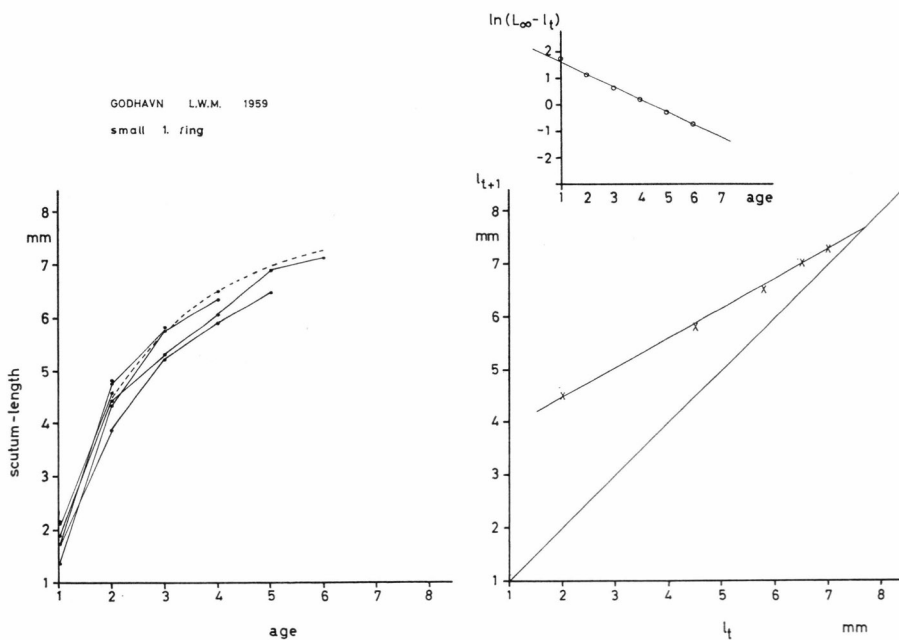 GODHAVN L.W.M. 1959
small 1. ring
8
mm
7
6
5
4
3
2
1
scutum-length
1 2 3 4 5 6 7 8
age
ln (L∞ - lt)
2
1
0
-1
-2
1 2 3 4 5 6 7 age
lt+1
8
mm
7
6
5
4
3
2
1
1 2 3 4 5 6 7 8
lt mm